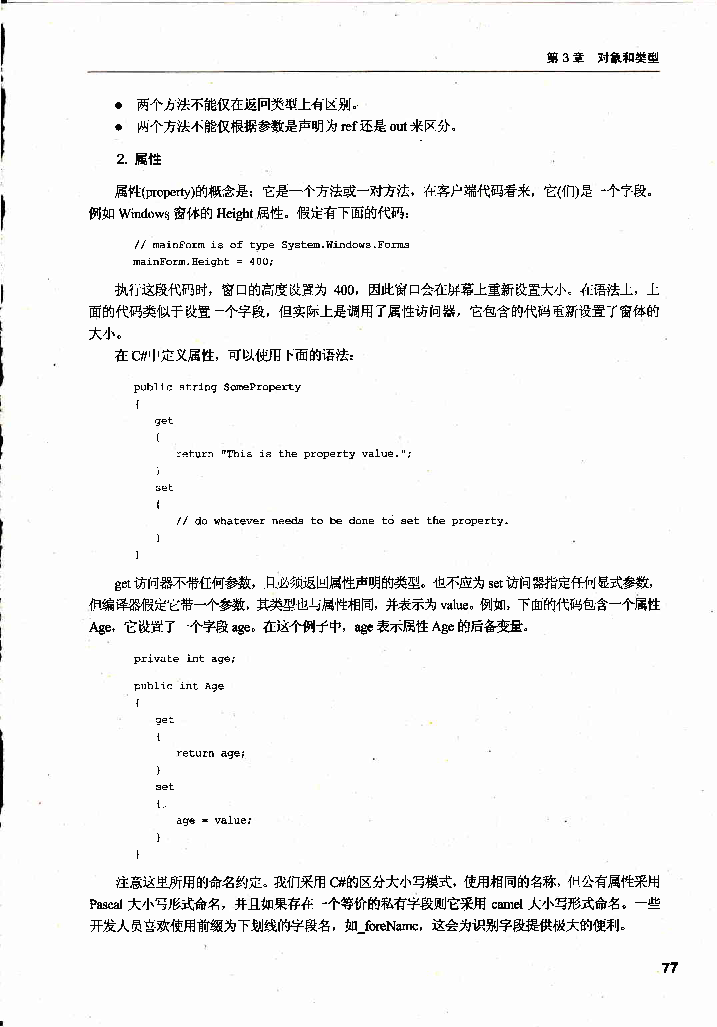 第 3 章 对象和类型
● 两个方法不能仅在返回类型上有区别。
● 两个方法不能仅根据参数是声明为 ref 还是 out 来区分。
2. 属性
属性(property)的概念是：它是一个方法或一对方法，在客户端代码看来，它(们)是一个字段。
例如 Windows 窗体的 Height 属性。假定有下面的代码：
// mainForm is of type System.Windows.Forms
mainForm.Height = 400;
执行这段代码时，窗口的高度设置为 400，因此窗口会在屏幕上重新设置大小。在语法上，上
面的代码类似于设置一个字段，但实际上是调用了属性访问器，它包含的代码重新设置了窗体的
大小。
在 C#中定义属性，可以使用下面的语法：
public string SomeProperty
{
get
{
return "This is the property value.";
}
set
{
// do whatever needs to be done to set the property.
}
}
get 访问器不带任何参数，且必须返回属性声明的类型。也不应为 set 访问器指定任何显式参数，
但编译器假定它带一个参数，其类型也与属性相同，并表示为 value。例如，下面的代码包含一个属性
Age，它设置了一个字段 age。在这个例子中，age 表示属性 Age 的后备变量。
private int age;
public int Age
{
get
{
return age;
}
set
{
age = value;
}
}
注意这里所用的命名约定。我们采用 C#的区分大小写模式，使用相同的名称，但公有属性采用
Pascal 大小写形式命名，并且如果存在一个等价的私有字段则它采用 camel 大小写形式命名。一些
开发人员喜欢使用前缀为下划线的字段名，如_foreName，这会为识别字段提供极大的便利。
77